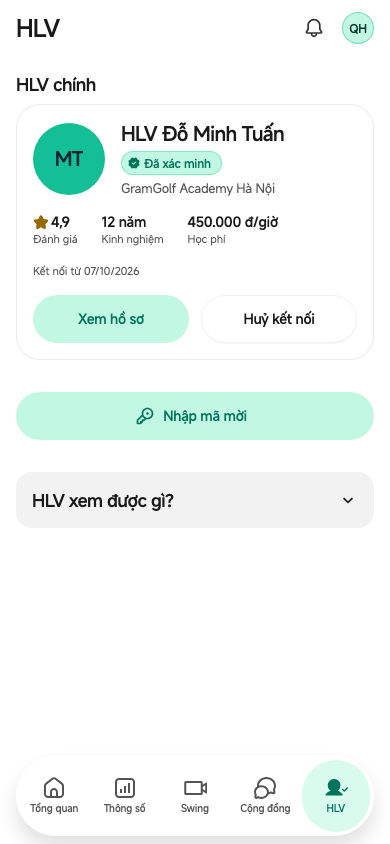 HLV
QH
HLV chính
MT
HLV Đỗ Minh Tuấn
Đã xác minh
GramGolf Academy Hà Nội
4,9
Đánh giá
12 năm
Kinh nghiệm
450.000 đ/giờ
Học phí
Kết nối từ 07/10/2026
Xem hồ sơ
Huỷ kết nối
Nhập mã mời
HLV xem được gì?
Tổng quan
Thông số
Swing
Cộng đồng
HLV